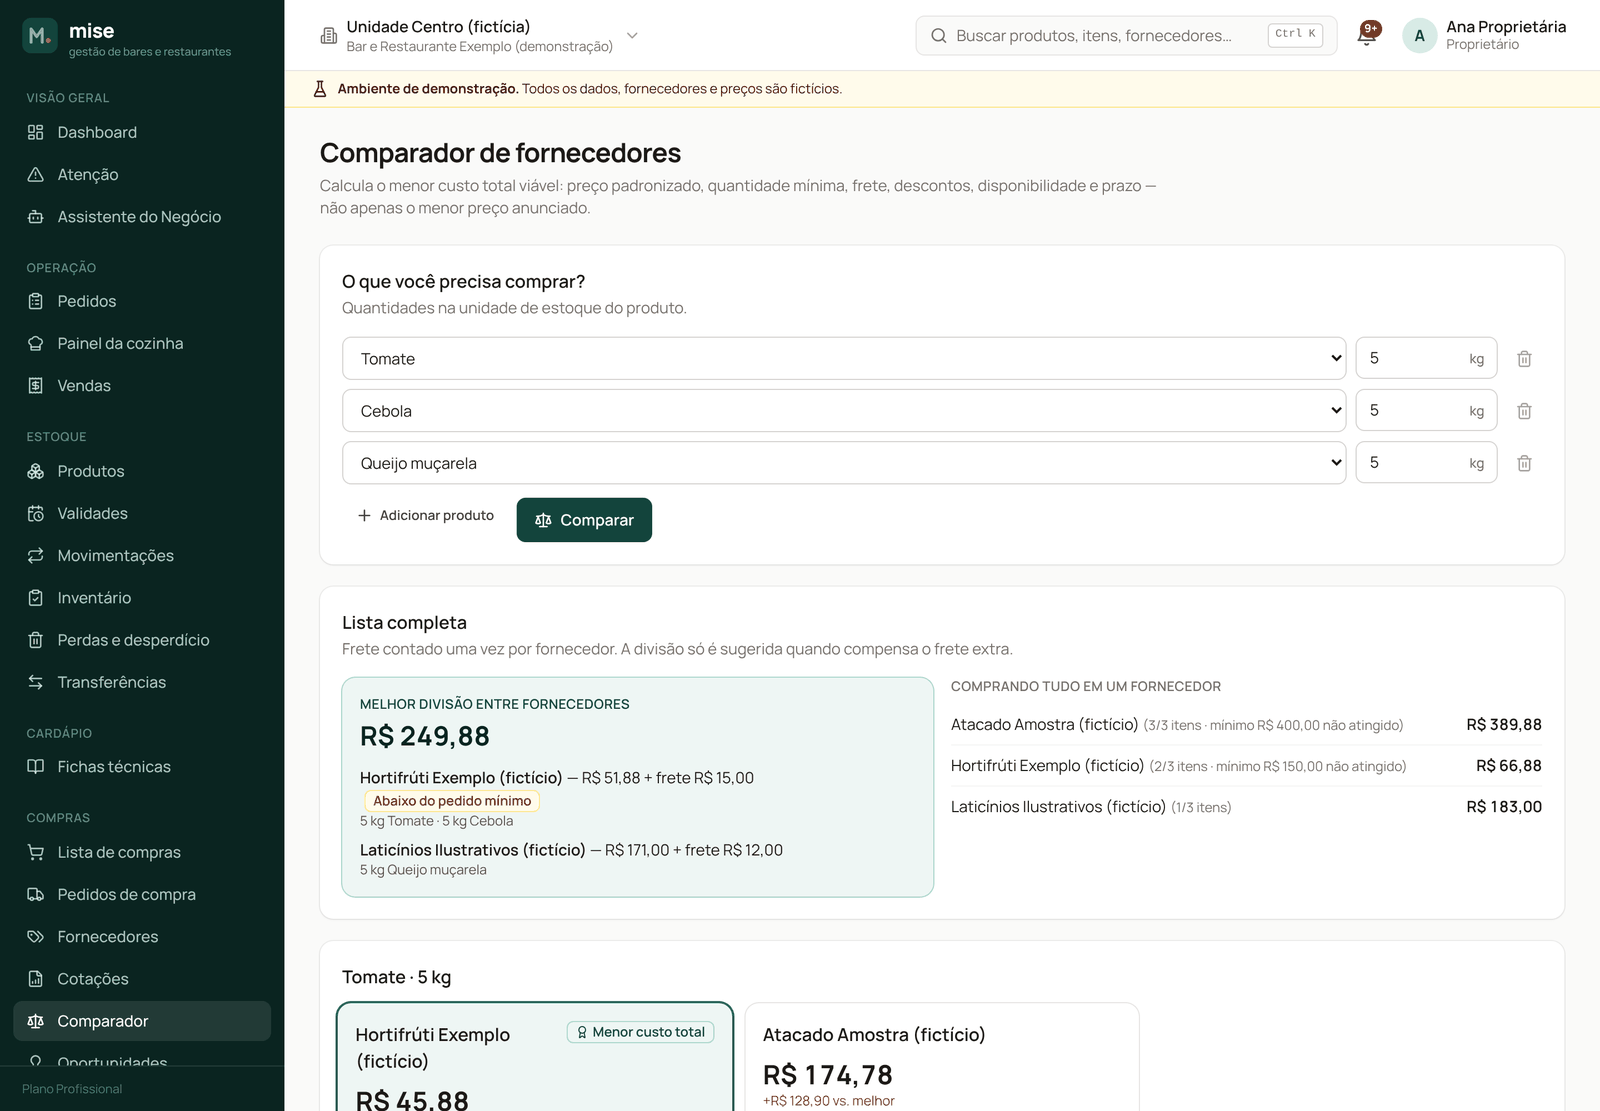 M.
mise
gestão de bares e restaurantes
VISÃO GERAL
Dashboard
Atenção
Assistente do Negócio
OPERAÇÃO
Pedidos
Painel da cozinha
Vendas
ESTOQUE
Produtos
Validades
Movimentações
Inventário
Perdas e desperdício
Transferências
CARDÁPIO
Fichas técnicas
COMPRAS
Lista de compras
Pedidos de compra
Fornecedores
Cotações
Comparador
Oportunidades
Plano Profissional
Unidade Centro (fictícia)
Bar e Restaurante Exemplo (demonstração)
Buscar produtos, itens, fornecedores... Ctrl K
9+
A
Ana Proprietária
Proprietário
Ambiente de demonstração. Todos os dados, fornecedores e preços são fictícios.
Comparador de fornecedores
Calcula o menor custo total viável: preço padronizado, quantidade mínima, frete, descontos, disponibilidade e prazo —
não apenas o menor preço anunciado.
O que você precisa comprar?
Quantidades na unidade de estoque do produto.
Tomate 5 kg
Cebola 5 kg
Queijo muçarela 5 kg
Adicionar produto Comparar
Lista completa
Frete contado uma vez por fornecedor. A divisão só é sugerida quando compensa o frete extra.
MELHOR DIVISÃO ENTRE FORNECEDORES
R$ 249,88
Hortifrúti Exemplo (fictício) — R$ 51,88 + frete R$ 15,00
Abaixo do pedido mínimo
5 kg Tomate · 5 kg Cebola
Laticínios Ilustrativos (fictício) — R$ 171,00 + frete R$ 12,00
5 kg Queijo muçarela
COMPRANDO TUDO EM UM FORNECEDOR
Atacado Amostra (fictício) (3/3 itens · mínimo R$ 400,00 não atingido) R$ 389,88
Hortifrúti Exemplo (fictício) (2/3 itens · mínimo R$ 150,00 não atingido) R$ 66,88
Laticínios Ilustrativos (fictício) (1/3 itens) R$ 183,00
Tomate · 5 kg
Hortifrúti Exemplo
(fictício)
Menor custo total
R$ 45,88
Atacado Amostra (fictício)
R$ 174,78
+R$ 128,90 vs. melhor